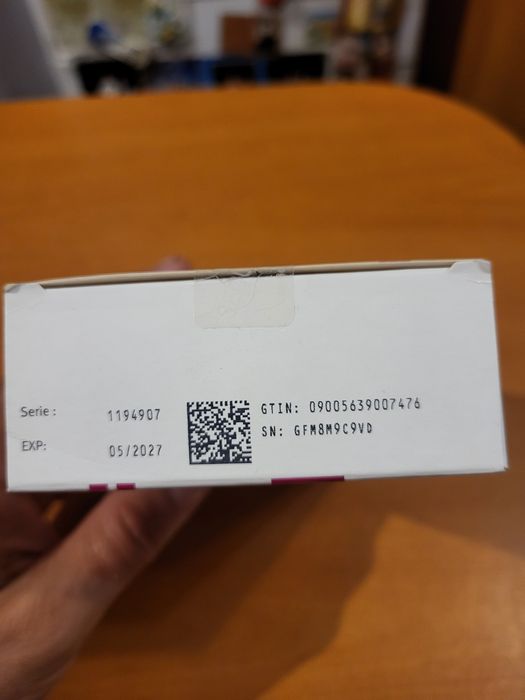 Serie : 1194907
EXP: 05/2027
GTIN: 09005639007476
SN: GFM8M9C9VD